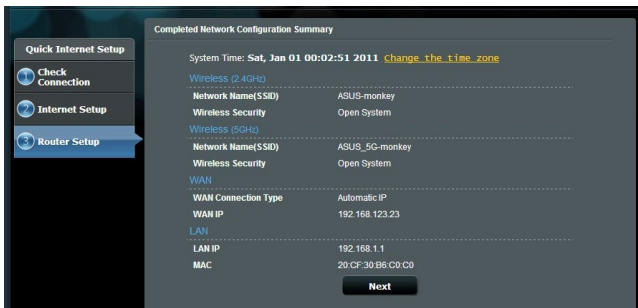 Completed Network Configuration Summary
Quick Internet Setup
1 Check Connection
2 Internet Setup
3 Router Setup
System Time: Sat, Jan 01 00:02:51 2011 Change the time zone
Wireless (2.4GHz)
Network Name(SSID) ASUS-monkey
Wireless Security Open System
Wireless (5GHz)
Network Name(SSID) ASUS_5G-monkey
Wireless Security Open System
WAN
WAN Connection Type Automatic IP
WAN IP 192.168.123.23
LAN
LAN IP 192.168.1.1
MAC 20:CF:30:B6:C0:C0
Next